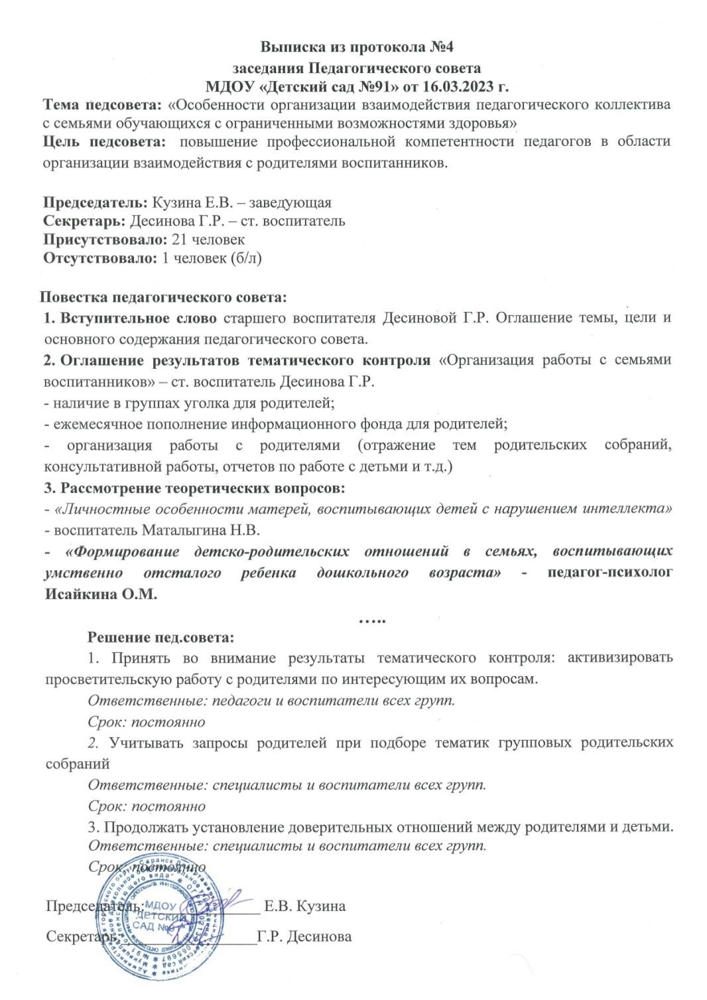 Выписка из протокола №4
заседания Педагогического совета
МДОУ «Детский сад №91» от 16.03.2023 г.
Тема педсовета: «Особенности организации взаимодействия педагогического коллектива
с семьями обучающихся с ограниченными возможностями здоровья»
Цель педсовета: повышение профессиональной компетентности педагогов в области
организации взаимодействия с родителями воспитанников.
Председатель: Кузина Е.В. – заведующая
Секретарь: Десинова Г.Р. – ст. воспитатель
Присутствовало: 21 человек
Отсутствовало: 1 человек (б/л)
Повестка педагогического совета:
1. Вступительное слово старшего воспитателя Десиновой Г.Р. Оглашение темы, цели и
основного содержания педагогического совета.
2. Оглашение результатов тематического контроля «Организация работы с семьями
воспитанников» – ст. воспитатель Десинова Г.Р.
- наличие в группах уголка для родителей;
- ежемесячное пополнение информационного фонда для родителей;
- организация работы с родителями (отражение тем родительских собраний,
консультативной работы, отчетов по работе с детьми и т.д.)
3. Рассмотрение теоретических вопросов:
- «Личностные особенности матерей, воспитывающих детей с нарушением интеллекта»
- воспитатель Маталыгина Н.В.
- «Формирование детско-родительских отношений в семьях, воспитывающих
умственно отсталого ребенка дошкольного возраста» - педагог-психолог
Исайкина О.М.
…..
Решение пед.совета:
1. Принять во внимание результаты тематического контроля: активизировать
просветительскую работу с родителями по интересующим их вопросам.
Ответственные: педагоги и воспитатели всех групп.
Срок: постоянно
2. Учитывать запросы родителей при подборе тематик групповых родительских
собраний
Ответственные: специалисты и воспитатели всех групп.
Срок: постоянно
3. Продолжать установление доверительных отношений между родителями и детьми.
Ответственные: специалисты и воспитатели всех групп.
Срок: постоянно
Председатель: Е.В. Кузина
Секретарь Г.Р. Десинова
МДОУ
"ДЕТСКИЙ
САД №91"